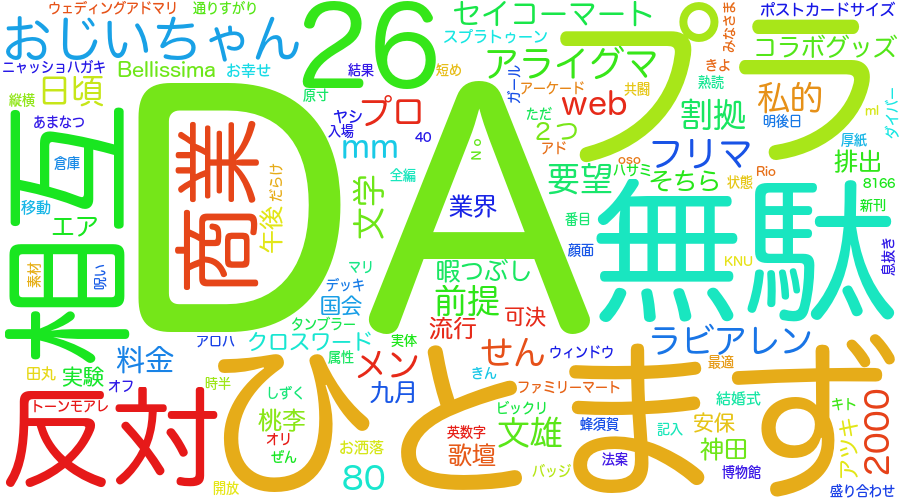 ウェディングアドマリ
通りすがり
おじいちゃん
ニャッショハガキ
Bellissima
お幸せ
縦横
日頃
あまなつ
倉庫
移動
エア
相互
素材
呪い
商業
DA
午後
だらけ
26
原寸
結果
短め
ヤシ
入場
プロ
40
mm
全編
文字
セイコーマート
スプラトゥーン
アライグマ
ガール
アーケード
共闘
web
ただ
2つ
アド
oso
ハサミ
要望
そちら
番目
顔面
No
業界
プラ
みなさま
きよ
熟読
割拠
フリマ
状態
KNU
ポストカードサイズ
コラボグッズ
私的
明後日
ml
ダイバー
厚紙
排出
Rio
8166
新刊
息抜き
無駄
マリ
デッキ
国会
タンブラー
アロハ
クロスワード
実体
属性
暇つぶし
前提
流行
可決
メン
せん
ウィンドウ
ラビアレン
料金
田丸
実験
オフ
トーンモアレ
反対
時半
しずく
桃李
オリ
ぜん
開放
お洒落
80
九月
きん
ファミリーマート
ビックリ
英数字
歌壇
文雄
バッジ
蜂須賀
法案
記入
最適
結婚式
安保
神田
博物館
キト
アツキ
2000
盛り合わせ
ひとまず